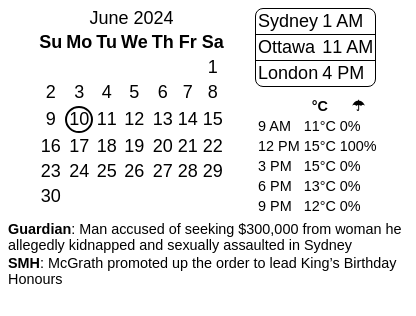 June 2024
Su Mo Tu We Th Fr Sa
1
2 3 4 5 6 7 8
9 10 11 12 13 14 15
16 17 18 19 20 21 22
23 24 25 26 27 28 29
30
Sydney 1 AM
Ottawa 11 AM
London 4 PM
°C ☂
9 AM 11°C 0%
12 PM 15°C 100%
3 PM 15°C 0%
6 PM 13°C 0%
9 PM 12°C 0%
Guardian: Man accused of seeking $300,000 from woman he
allegedly kidnapped and sexually assaulted in Sydney
SMH: McGrath promoted up the order to lead King's Birthday
Honours